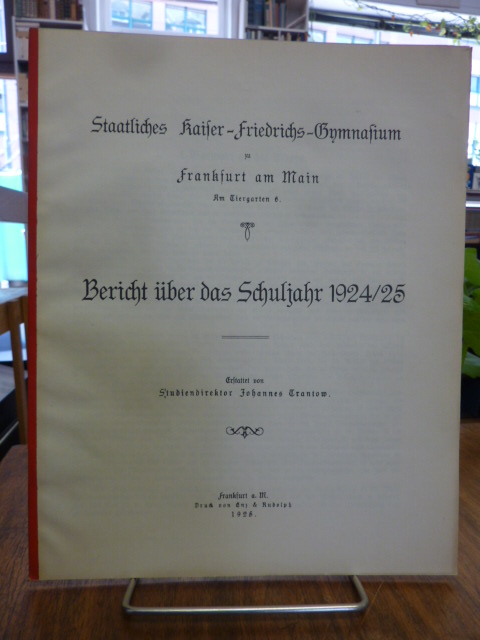 Staatliches Kaiser-Friedrichs-Gymnasium
zu
Frankfurt am Main
Am Tiergarten 6.
Bericht über das Schuljahr 1924/25
Erstattet von
Studiendirektor Johannes Trantow.
Frankfurt a. M.
Druck von Enz & Rudolph
1925.